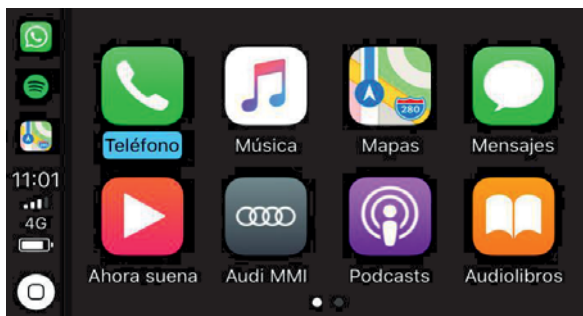 11:01
4G
280
Teléfono
Música
Mapas
Mensajes
Ahora suena
Audi MMI
Podcasts
Audiolibros